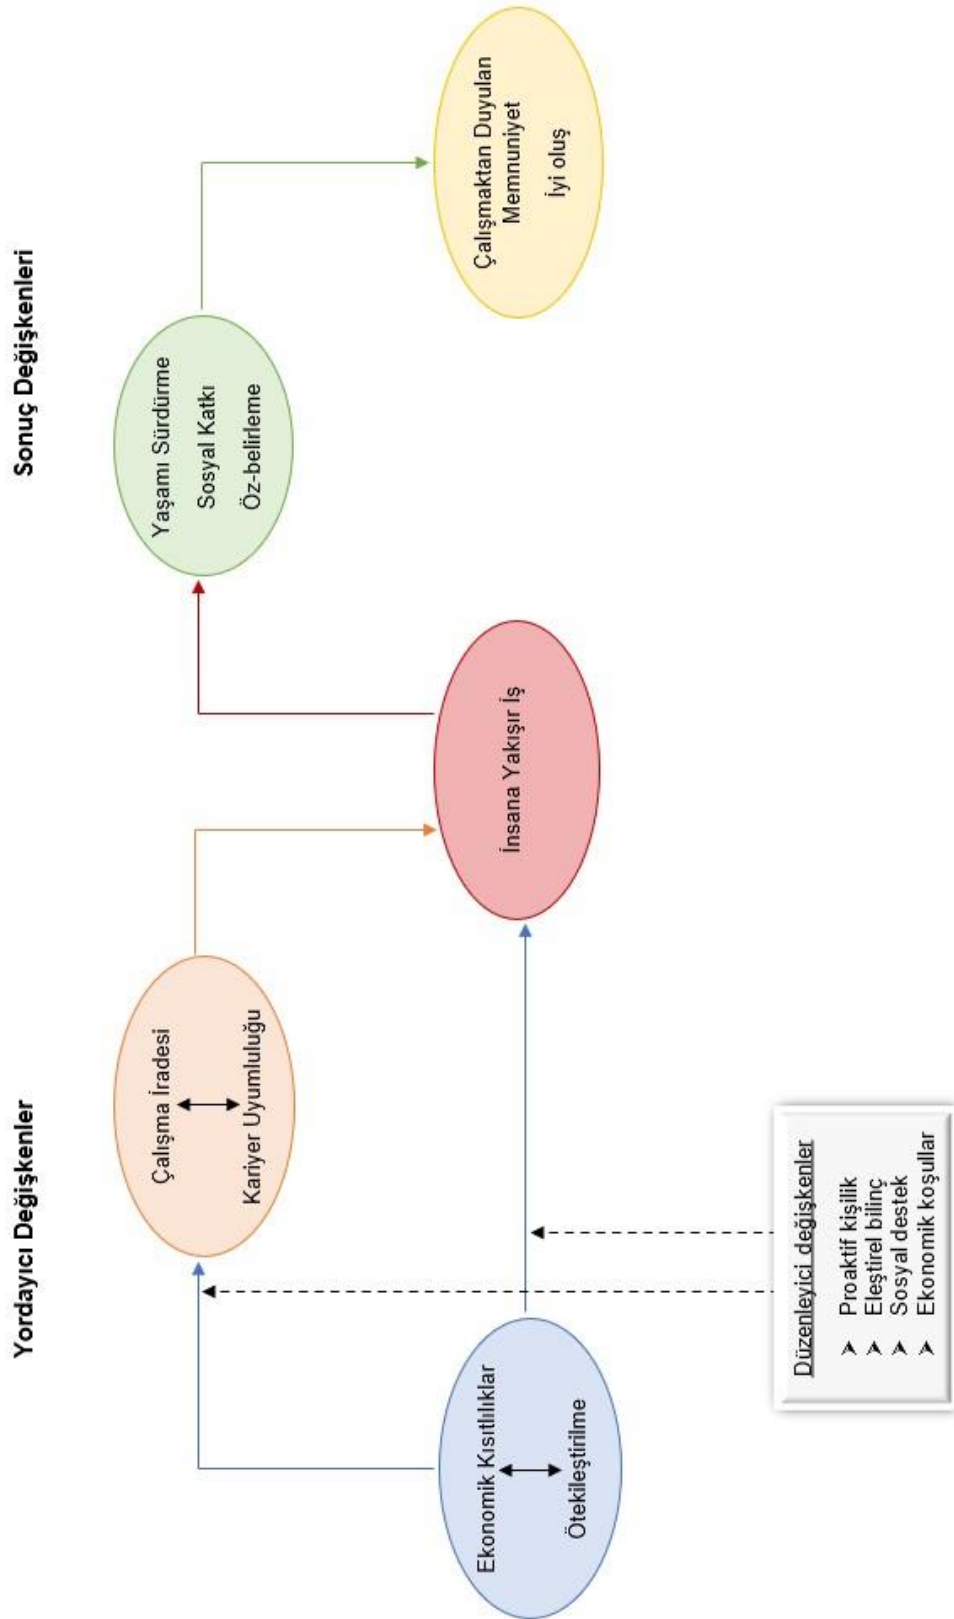 Yordayıcı Değişkenler
Sonuç Değişkenleri
Çalışma İradesi
Kariyer Uyumluluğu
Yaşamı Sürdürme
Sosyal Katkı
Öz-belirleme
Ekonomik Kısıtlılıklar
Ötekileştirilme
İnsana Yakışır İş
Çalışmaktan Duyulan
Memnuniyet
İyi oluş
Düzenleyici değişkenler
➤ Proaktif kişilik
➤ Eleştirel bilinç
➤ Sosyal destek
➤ Ekonomik koşullar